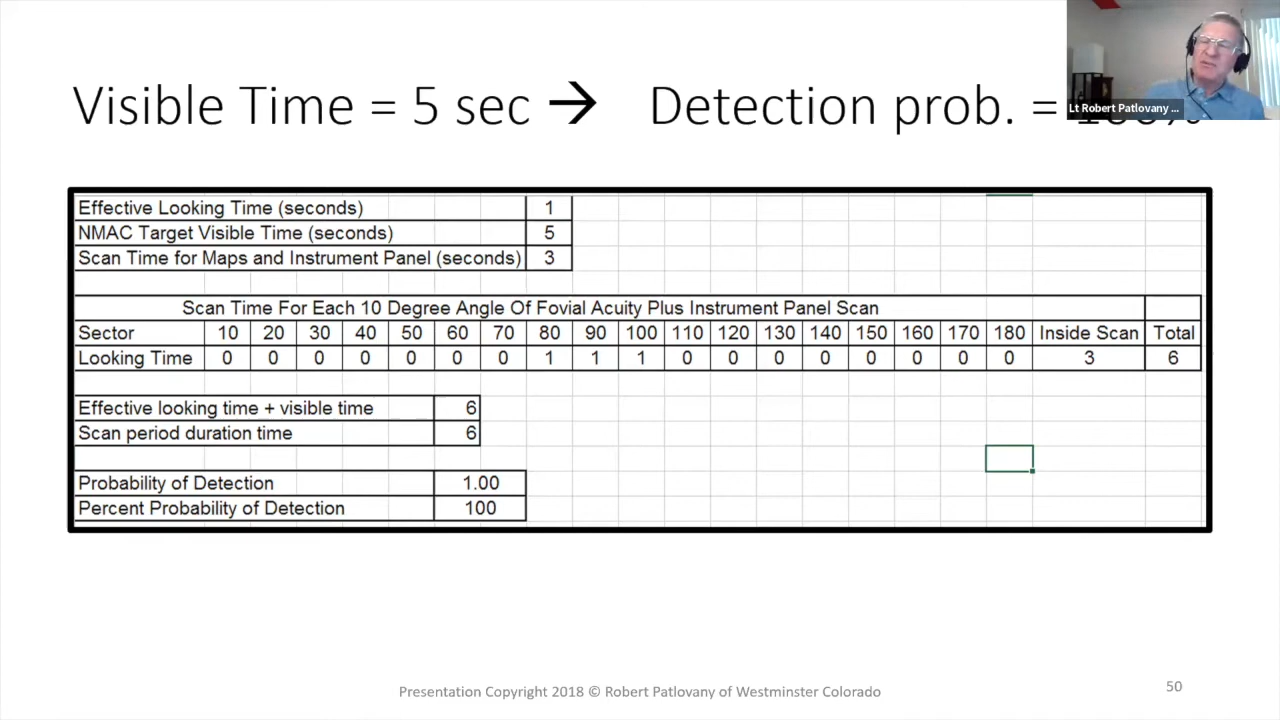 Visible Time = 5 sec → Detection prob. =
Lt Robert Patlovany ...
Effective Looking Time (seconds) 1
NMAC Target Visible Time (seconds) 5
Scan Time for Maps and Instrument Panel (seconds) 3
Scan Time For Each 10 Degree Angle Of Fovial Acuity Plus Instrument Panel Scan
Sector 10 20 30 40 50 60 70 80 90 100 110 120 130 140 150 160 170 180 Inside Scan Total
Looking Time 0 0 0 0 0 0 0 1 1 1 0 0 0 0 0 0 0 0 3 6
Effective looking time + visible time 6
Scan period duration time 6
Probability of Detection 1.00
Percent Probability of Detection 100
Presentation Copyright 2018 © Robert Patlovany of Westminster Colorado
50